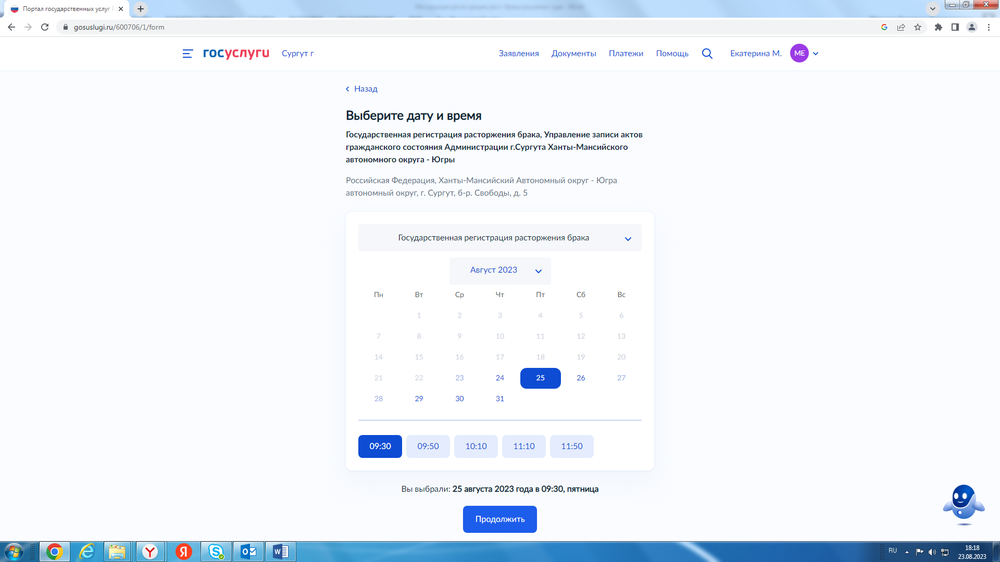 Портал государственных услуг
gosuslugi.ru/600706/1/form
госуслуги
Сургут г
Заявления
Документы
Платежи
Помощь
Екатерина М.
МЕ
Назад
Выберите дату и время
Государственная регистрация расторжения брака, Управление записи актов
гражданского состояния Администрации г.Сургута Ханты-Мансийского
автономного округа - Югры
Российская Федерация, Ханты-Мансийский Автономный округ - Югра
автономный округ, г. Сургут, б-р. Свободы, д. 5
Государственная регистрация расторжения брака
Август 2023
Пн Вт Ср Чт Пт Сб Вс
1 2 3 4 5 6
7 8 9 10 11 12 13
14 15 16 17 18 19 20
21 22 23 24 25 26 27
28 29 30 31
09:30 09:50 10:10 11:10 11:50
Вы выбрали: 25 августа 2023 года в 09:30, пятница
Продолжить
RU
18:18
23.08.2023